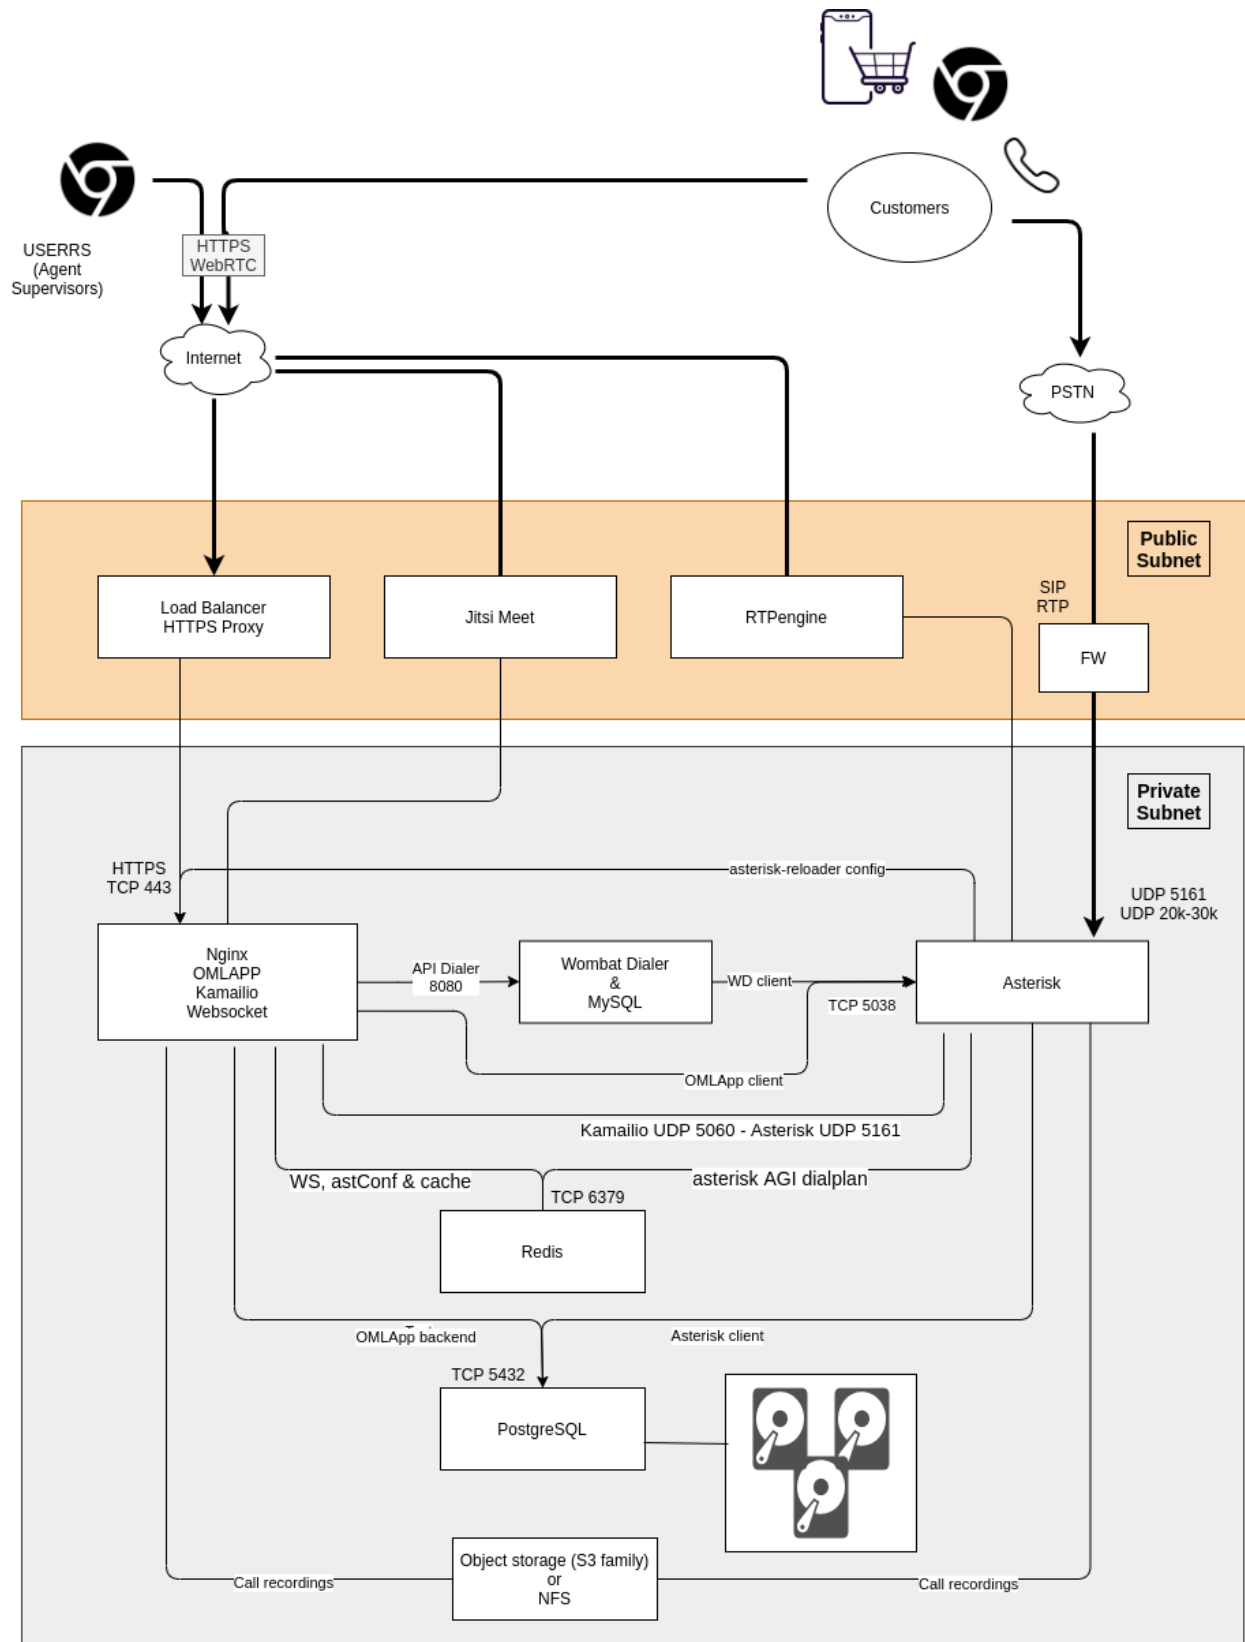 Customers
USERRS
(Agent
Supervisors)
HTTPS
WebRTC
Internet
PSTN
Public
Subnet
Load Balancer
HTTPS Proxy
Jitsi Meet
RTPengine
SIP
RTP
FW
Private
Subnet
HTTPS
TCP 443
asterisk-reloader config
UDP 5161
UDP 20k-30k
Nginx
OMLAPP
Kamailio
Websocket
API Dialer
8080
Wombat Dialer
&
MySQL
WD client
TCP 5038
Asterisk
OMLApp client
Kamailio UDP 5060 - Asterisk UDP 5161
WS, astConf & cache
asterisk AGI dialplan
TCP 6379
Redis
OMLApp backend
Asterisk client
TCP 5432
PostgreSQL
Object storage (S3 family)
or
NFS
Call recordings
Call recordings